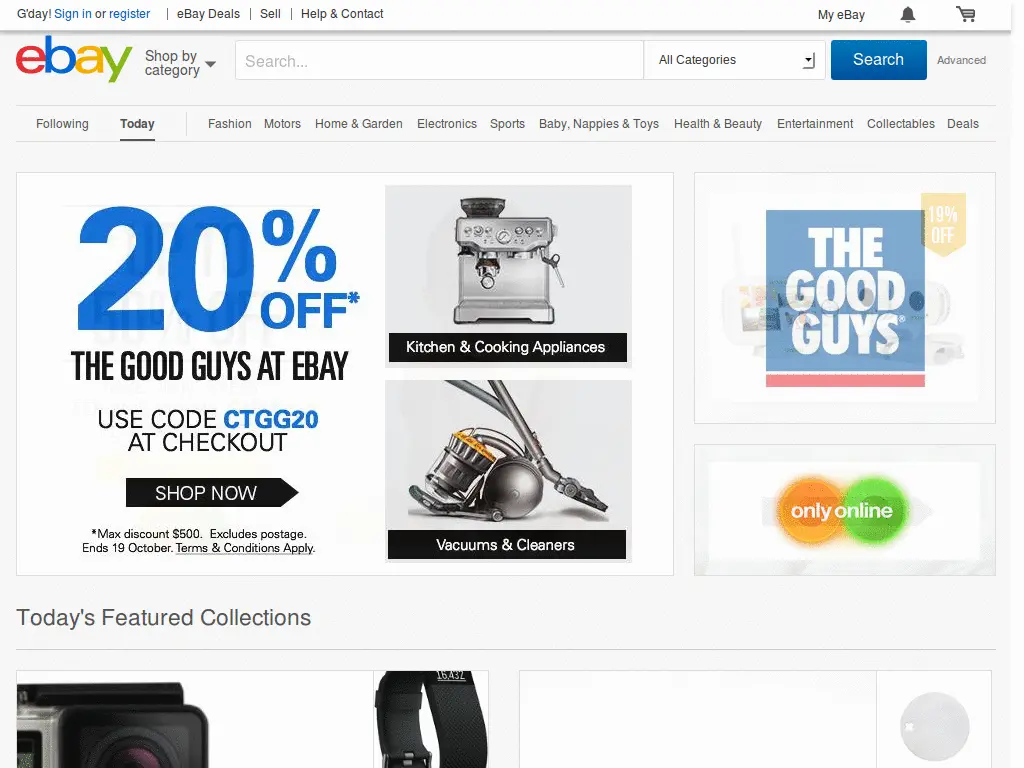 G'day! Sign in or register | eBay Deals | Sell | Help & Contact My eBay
ebay
Shop by
category
Search...
All Categories
Search
Advanced
Following Today Fashion Motors Home & Garden Electronics Sports Baby, Nappies & Toys Health & Beauty Entertainment Collectables Deals
20%
OFF*
THE GOOD GUYS AT EBAY
USE CODE CTGG20
AT CHECKOUT
SHOP NOW
*Max discount $500. Excludes postage.
Ends 19 October. Terms & Conditions Apply.
Kitchen & Cooking Appliances
Vacuums & Cleaners
19%
OFF
THE
GOOD
GUYS®
only online
Today's Featured Collections
16,432